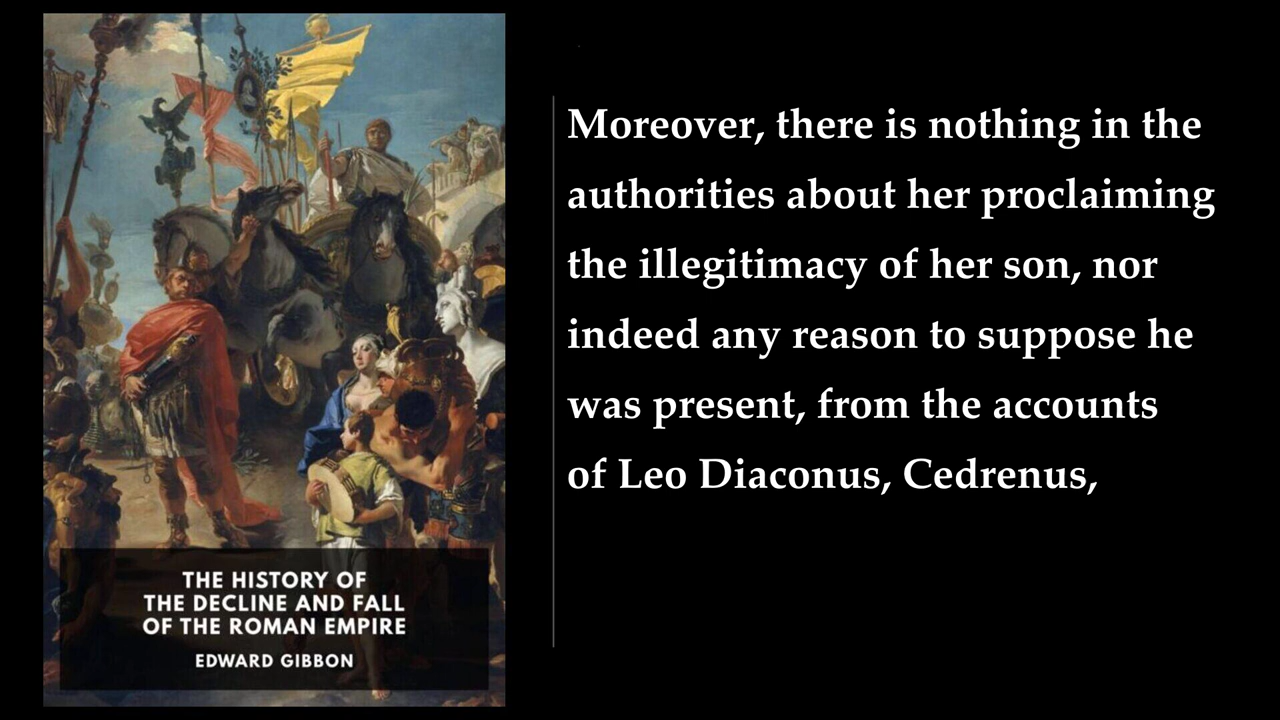 Moreover, there is nothing in the
authorities about her proclaiming
the illegitimacy of her son, nor
indeed any reason to suppose he
was present, from the accounts
of Leo Diaconus, Cedrenus,
THE HISTORY OF
THE DECLINE AND FALL
OF THE ROMAN EMPIRE
EDWARD GIBBON